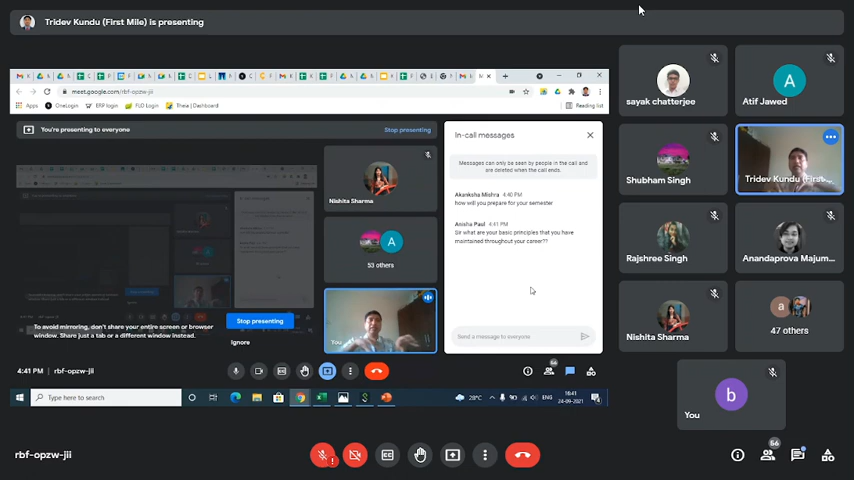 Tridev Kundu (First Mile) is presenting
meet.google.com/rbf-opzw-jii
Apps
OneLogin
ERP login
FLO Login
Theia | Dashboard
Reading list
You're presenting to everyone
Stop presenting
Nishita Sharma
A
53 others
You
To avoid mirroring, don't share your entire screen or browser
window. Share just a tab or a different window instead.
Stop presenting
Ignore
In-call messages
Messages can only be seen by people in the call and
are deleted when the call ends.
Akanksha Mishra 4:40 PM
how will you prepare for your semester
Anisha Paul 4:41 PM
Sir what are your basic principles that you have
maintained throughout your career??
Send a message to everyone
4:41 PM | rbf-opzw-jii
56
Type here to search
28°C
ENG
16:41
24-09-2021
sayak chatterjee
A
Atif Jawed
Shubham Singh
Tridev Kundu (First...
Rajshree Singh
Anandaprova Majum...
Nishita Sharma
a
47 others
b
You
rbf-opzw-jii
56